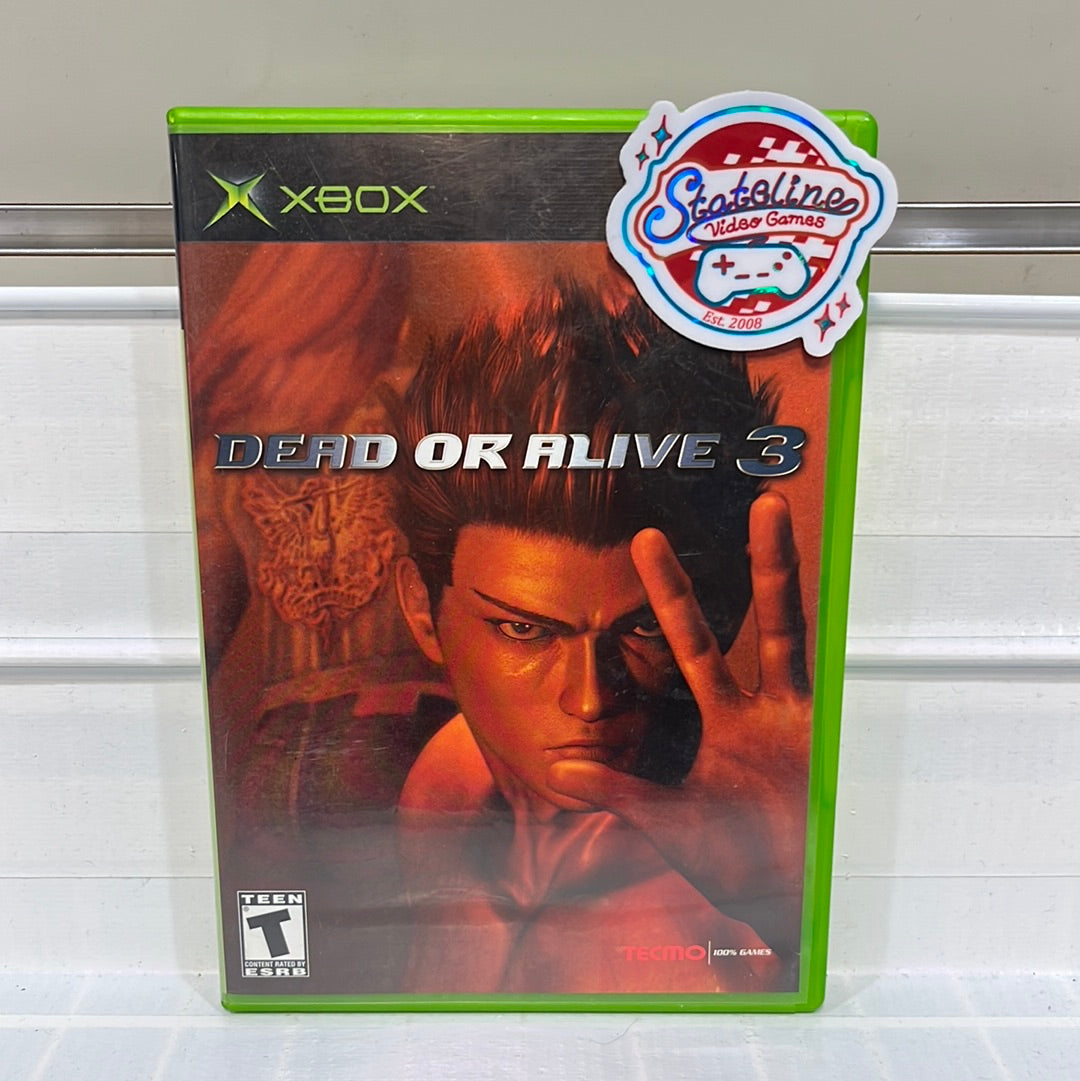 XBOX
Stateline
Video Games
Est. 2008
DEAD OR ALIVE 3
TEEN
T
CONTENT RATED BY
ESRB
TECMO 100% GAMES